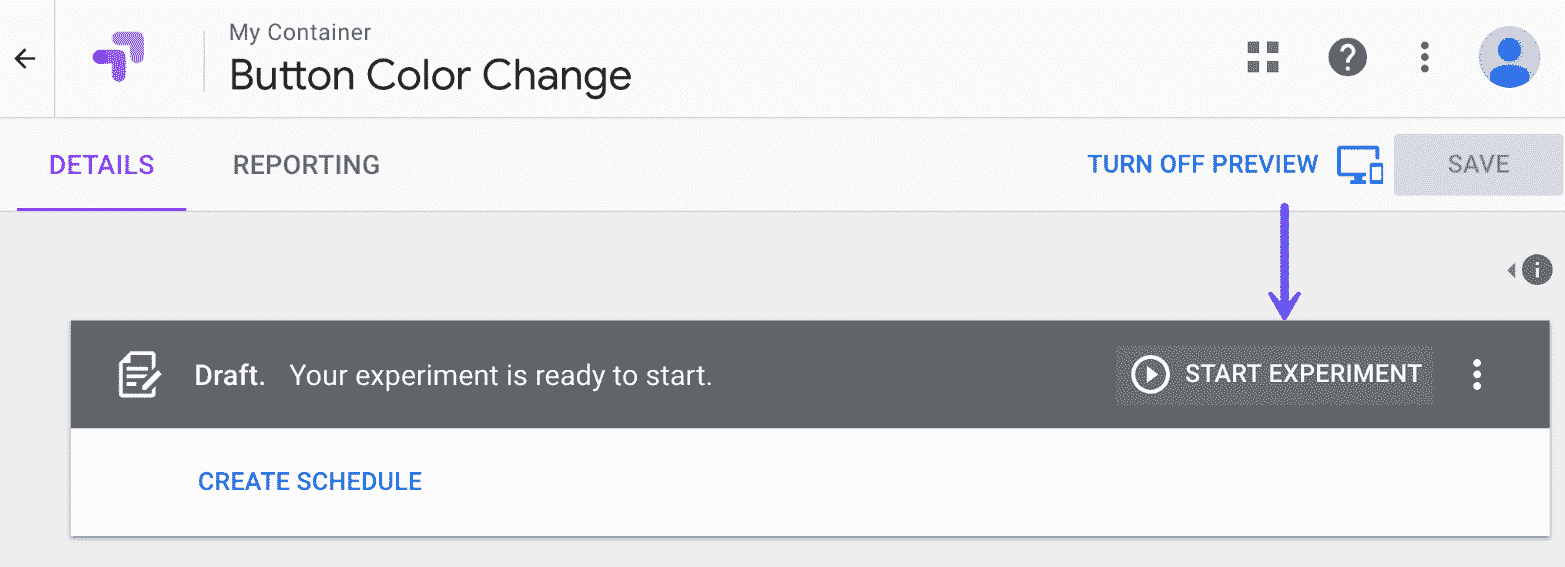 My Container
Button Color Change
DETAILS
REPORTING
TURN OFF PREVIEW
SAVE
Draft. Your experiment is ready to start.
START EXPERIMENT
CREATE SCHEDULE